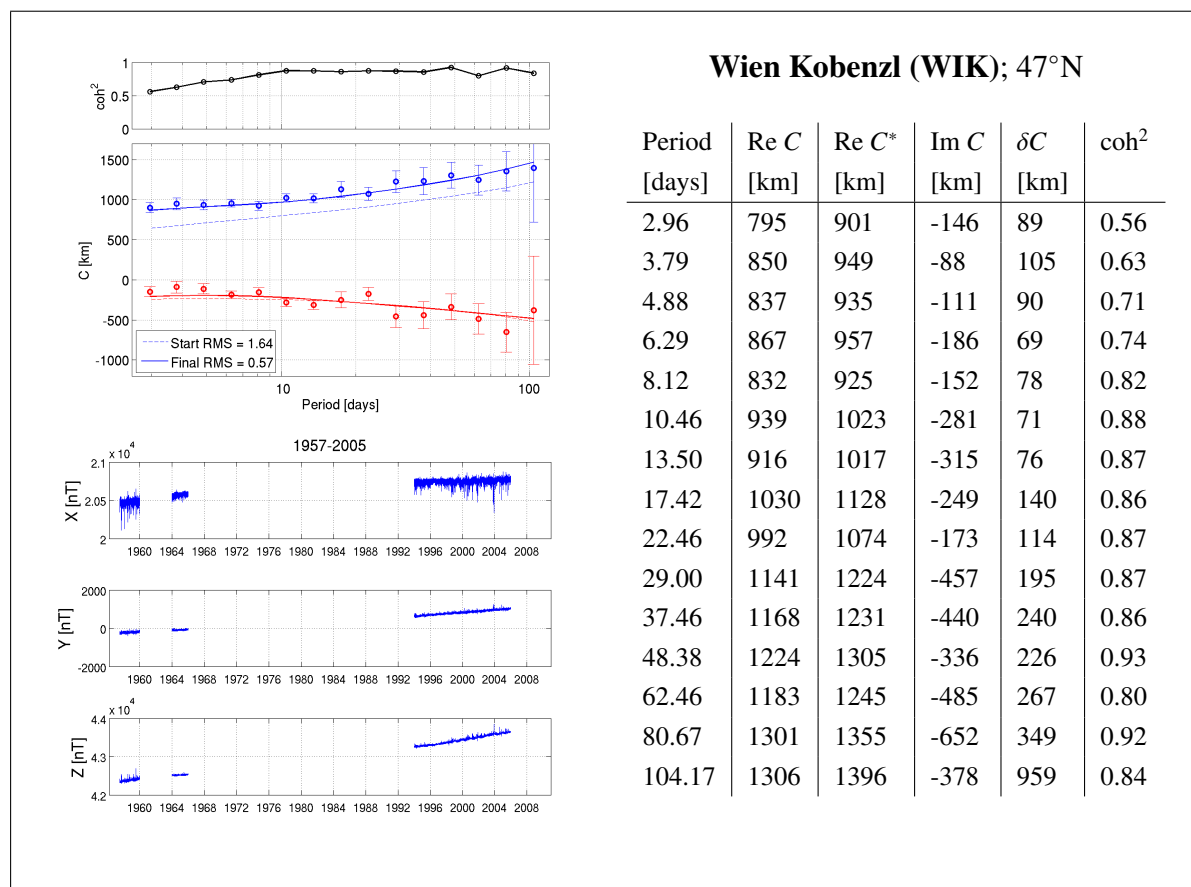 1
0.5
0
coh²
1500
1000
500
0
-500
-1000
C [km]
Start RMS = 1.64
Final RMS = 0.57
10
100
Period [days]
1957-2005
x 10⁴
2.1
2.05
2
X [nT]
1960 1964 1968 1972 1976 1980 1984 1988 1992 1996 2000 2004 2008
2000
0
-2000
Y [nT]
1960 1964 1968 1972 1976 1980 1984 1988 1992 1996 2000 2004 2008
x 10⁴
4.4
4.3
4.2
Z [nT]
1960 1964 1968 1972 1976 1980 1984 1988 1992 1996 2000 2004 2008
Wien Kobenzl (WIK); 47°N
Period Re C Re C* Im C δC coh²
[days] [km] [km] [km] [km]
2.96 795 901 -146 89 0.56
3.79 850 949 -88 105 0.63
4.88 837 935 -111 90 0.71
6.29 867 957 -186 69 0.74
8.12 832 925 -152 78 0.82
10.46 939 1023 -281 71 0.88
13.50 916 1017 -315 76 0.87
17.42 1030 1128 -249 140 0.86
22.46 992 1074 -173 114 0.87
29.00 1141 1224 -457 195 0.87
37.46 1168 1231 -440 240 0.86
48.38 1224 1305 -336 226 0.93
62.46 1183 1245 -485 267 0.80
80.67 1301 1355 -652 349 0.92
104.17 1306 1396 -378 959 0.84